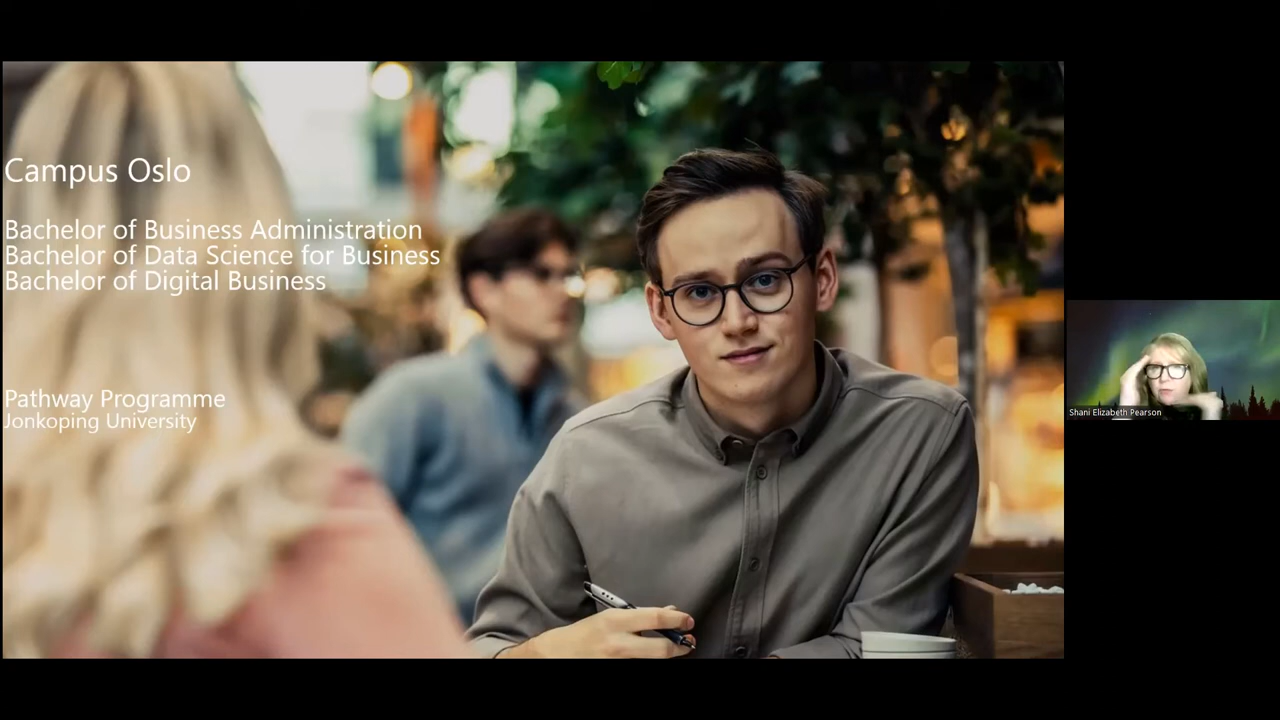 Campus Oslo
Bachelor of Business Administration
Bachelor of Data Science for Business
Bachelor of Digital Business
Pathway Programme
Jonkoping University
Shani Elizabeth Pearson